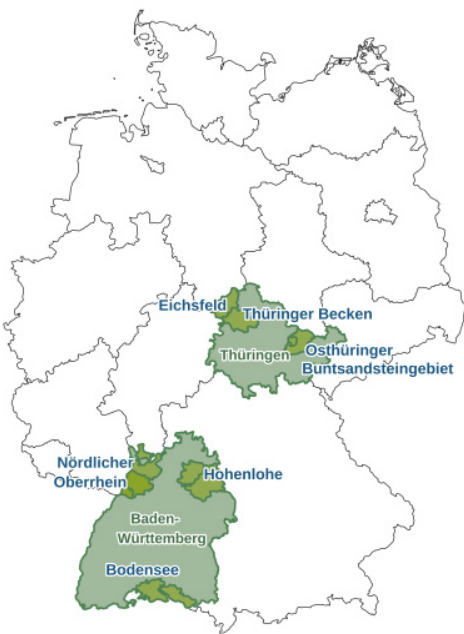 Eichsfeld
Thüringer Becken
Thüringen
Osthüringer
Buntsandsteingebiet
Nördlicher
Oberrhein
Hohenlohe
Baden-
Württemberg
Bodensee